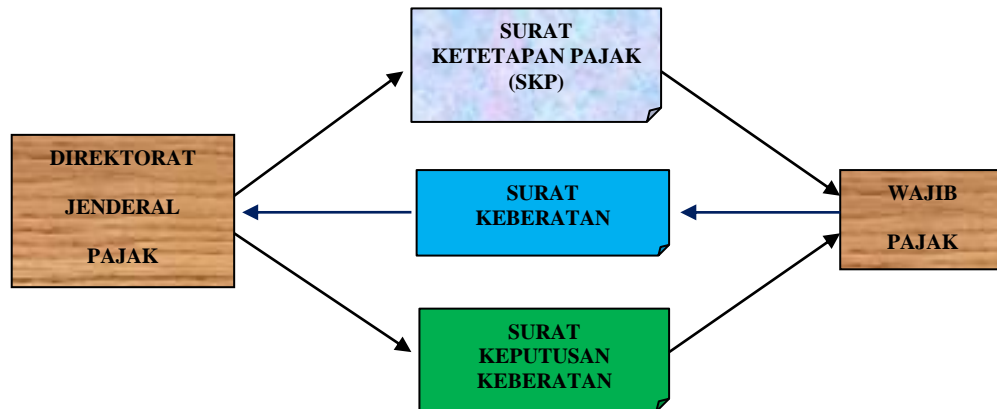 SURAT
KETETAPAN PAJAK
(SKP)
DIREKTORAT
JENDERAL
PAJAK
SURAT
KEBERATAN
WAJIB
PAJAK
SURAT
KEPUTUSAN
KEBERATAN